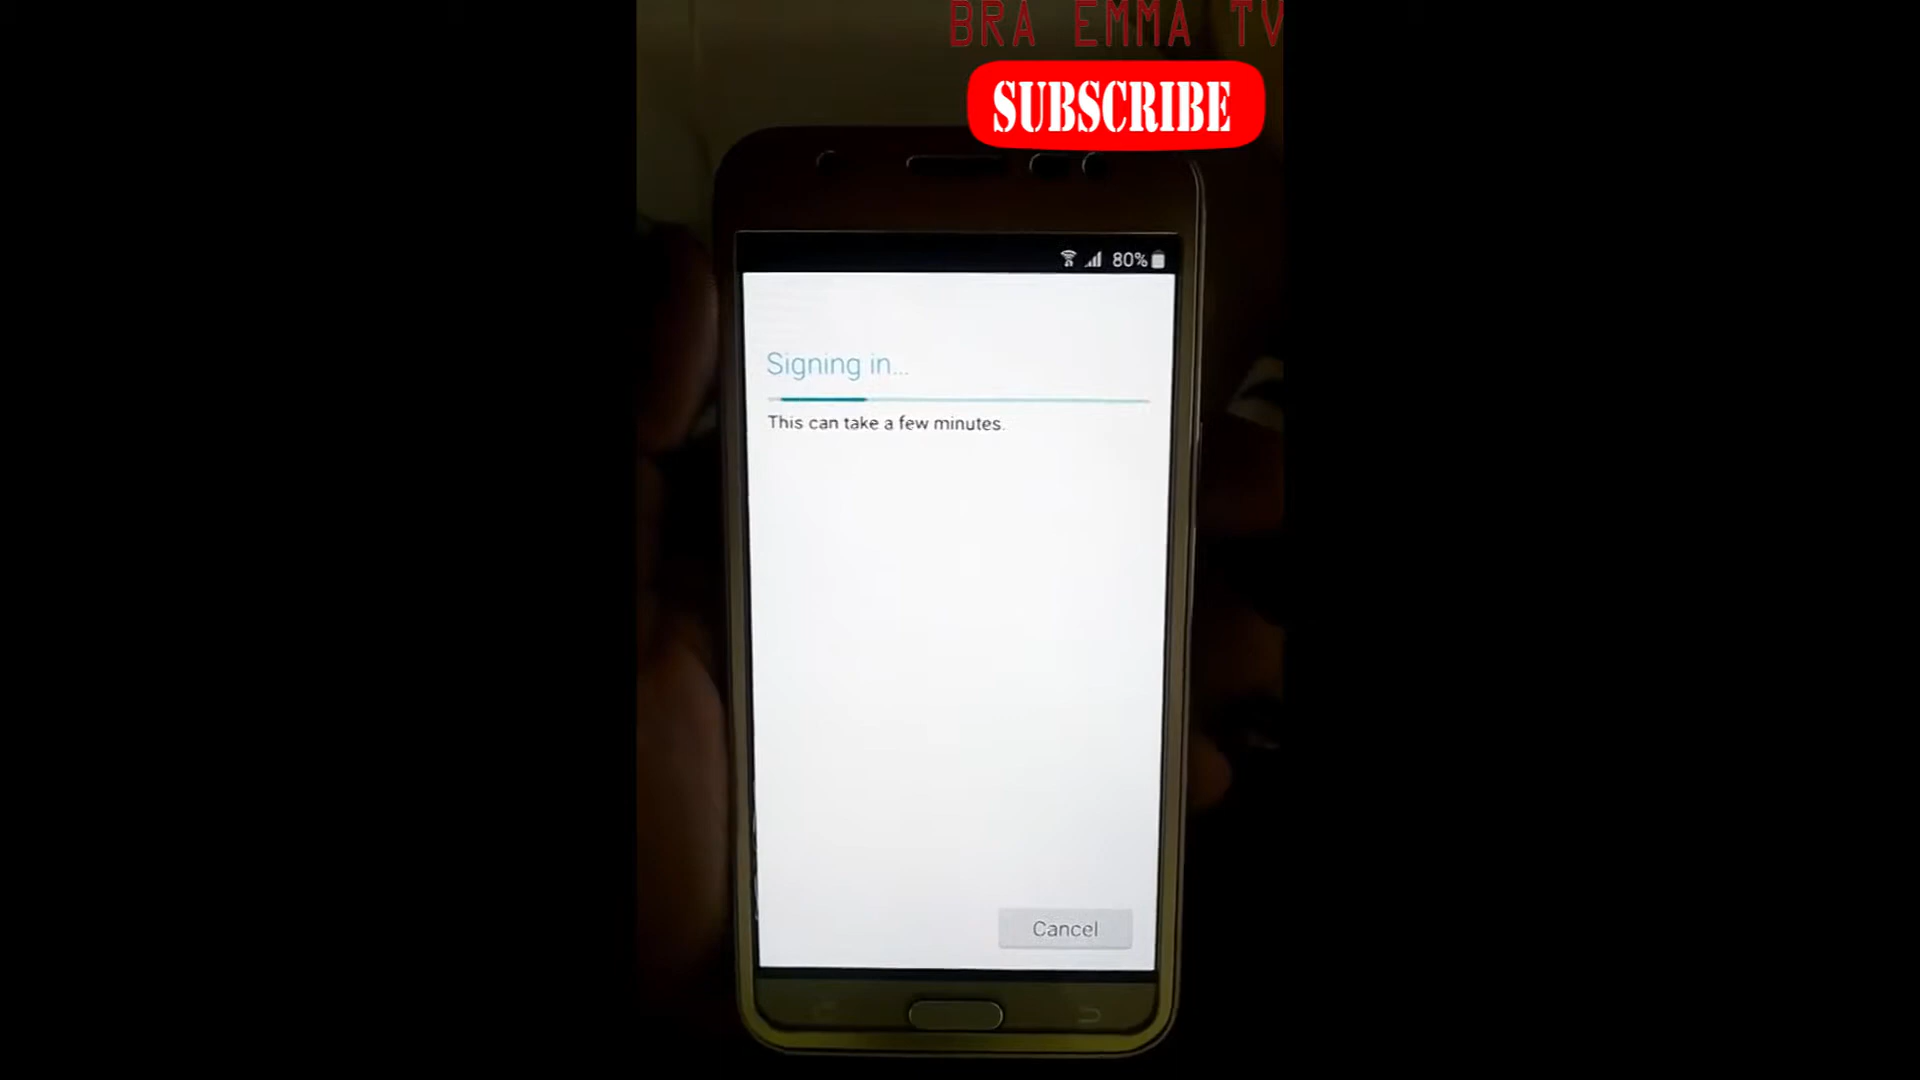 BRA EMMA TV
SUBSCRIBE
80%
Signing in...
This can take a few minutes.
Cancel